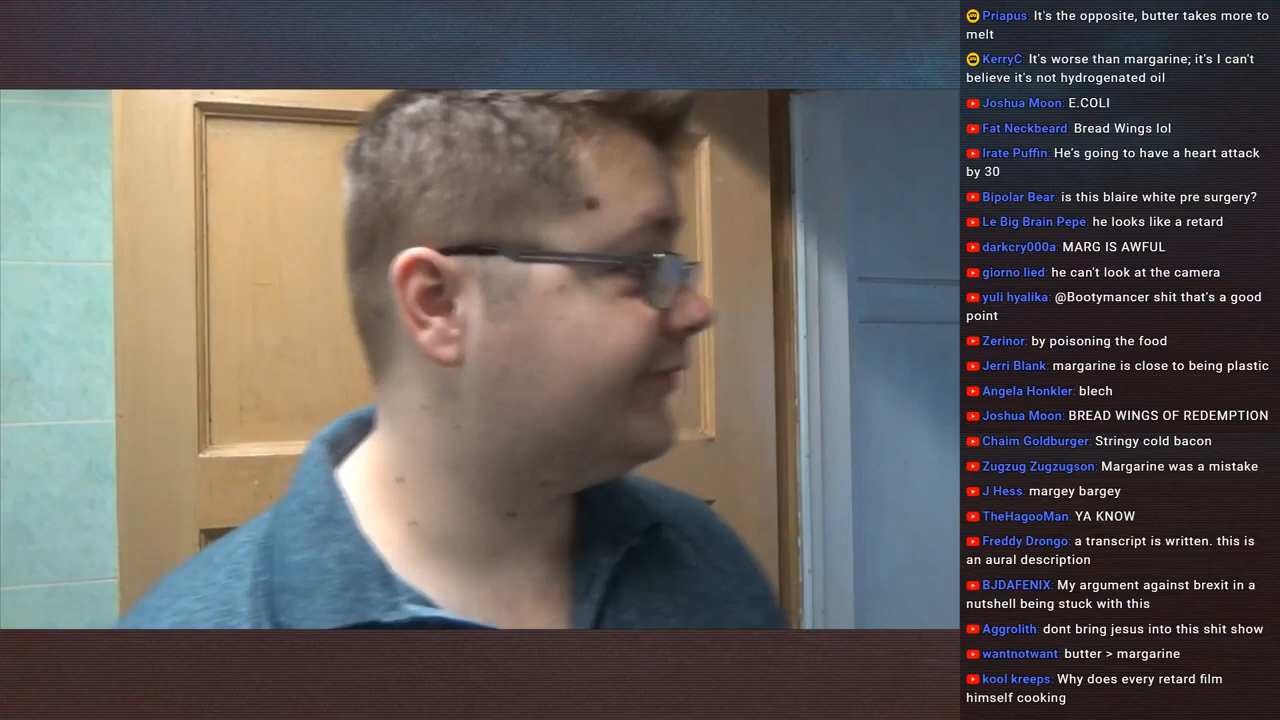 Priapus: It's the opposite, butter takes more to
melt
KerryC: It's worse than margarine; it's I can't
believe it's not hydrogenated oil
Joshua Moon: E.COLI
Fat Neckbeard: Bread Wings lol
Irate Puffin: He's going to have a heart attack
by 30
Bipolar Bear: is this blaire white pre surgery?
Le Big Brain Pepe: he looks like a retard
darkcry000a: MARG IS AWFUL
giorno lied: he can't look at the camera
yuli hyalika: @Bootymancer shit that's a good
point
Zerinor: by poisoning the food
Jerri Blank: margarine is close to being plastic
Angela Honkler: blech
Joshua Moon: BREAD WINGS OF REDEMPTION
Chaim Goldburger: Stringy cold bacon
Zugzug Zugzugson: Margarine was a mistake
J Hess: margey bargey
TheHagooMan: YA KNOW
Freddy Drongo: a transcript is written. this is
an aural description
BJDAFENIX: My argument against brexit in a
nutshell being stuck with this
Aggrolith: dont bring jesus into this shit show
wantnotwant: butter > margarine
kool kreeps: Why does every retard film
himself cooking